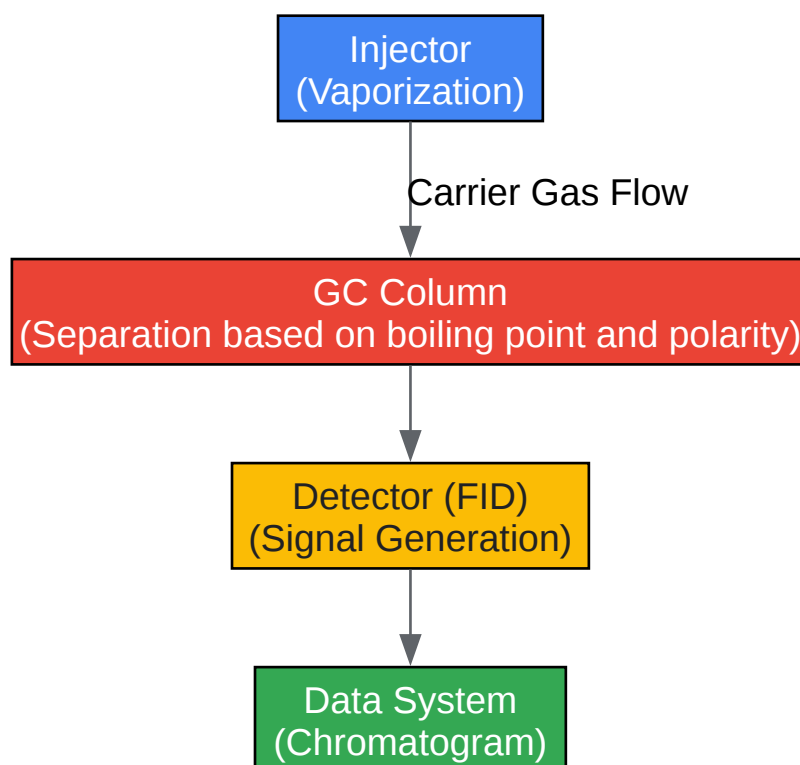 Injector
(Vaporization)
Carrier Gas Flow
GC Column
(Separation based on boiling point and polarity)
Detector (FID)
(Signal Generation)
Data System
(Chromatogram)